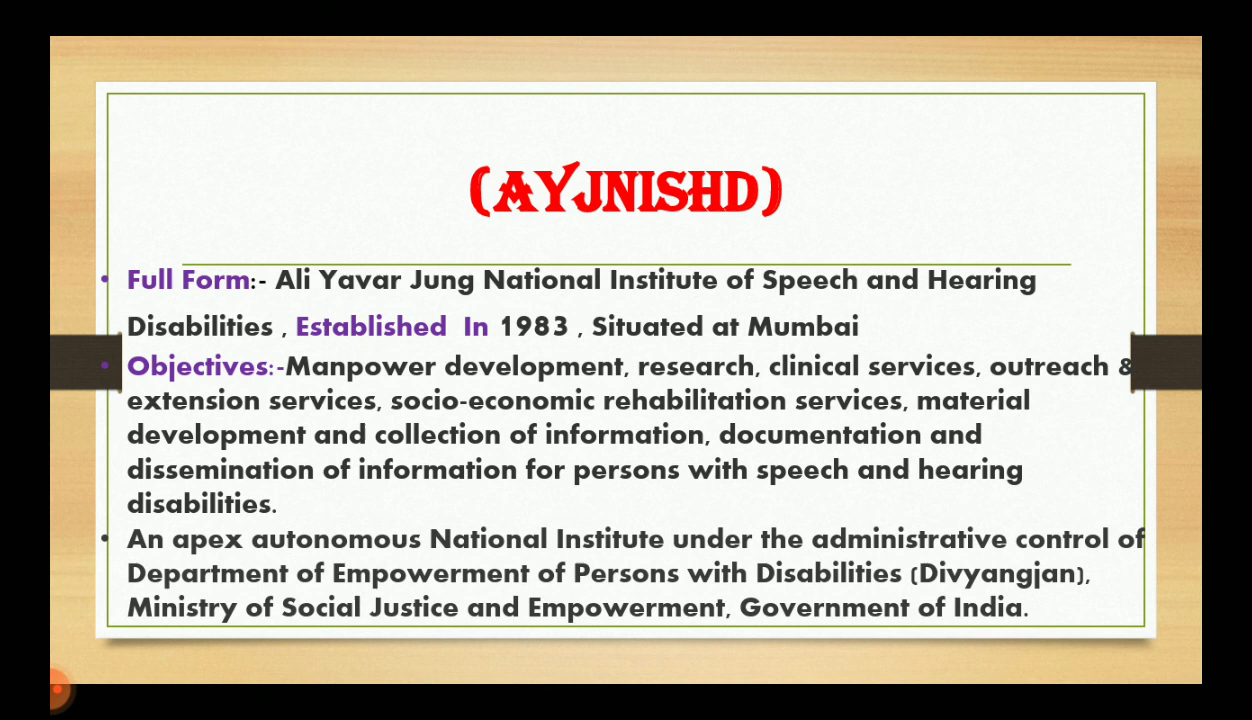 (AYJNISHD)
• Full Form:- Ali Yavar Jung National Institute of Speech and Hearing
Disabilities , Established In 1983 , Situated at Mumbai
• Objectives:-Manpower development, research, clinical services, outreach &
extension services, socio-economic rehabilitation services, material
development and collection of information, documentation and
dissemination of information for persons with speech and hearing
disabilities.
• An apex autonomous National Institute under the administrative control of
Department of Empowerment of Persons with Disabilities (Divyangjan),
Ministry of Social Justice and Empowerment, Government of India.